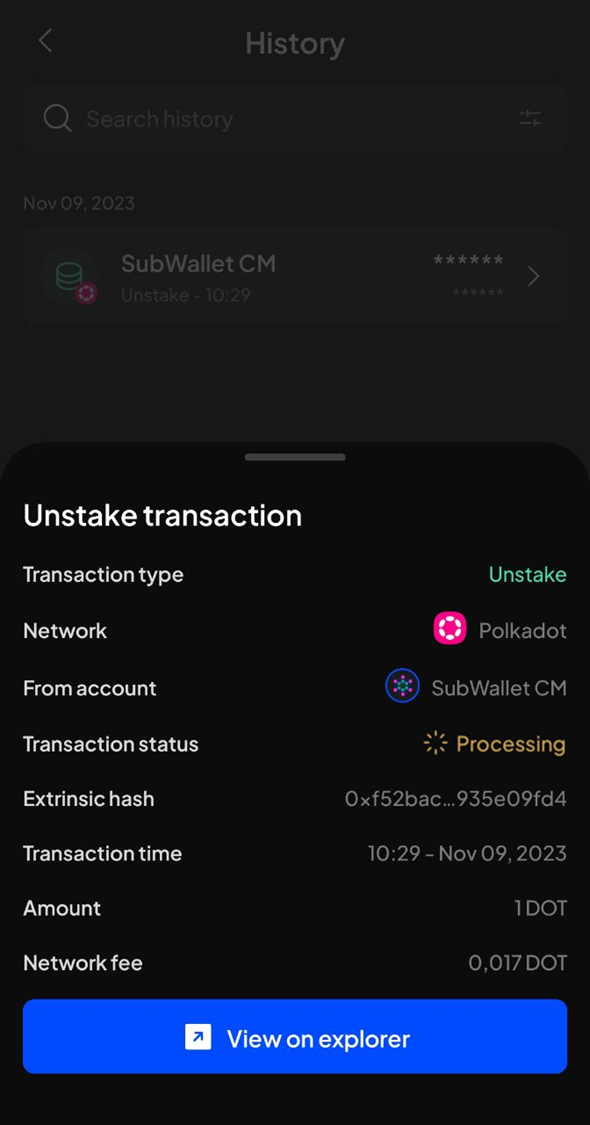 History
Search history
Nov 09, 2023
SubWallet CM ******
Unstake - 10:29 ******
Unstake transaction
Transaction type Unstake
Network Polkadot
From account SubWallet CM
Transaction status Processing
Extrinsic hash 0xf52bac...935e09fd4
Transaction time 10:29 - Nov 09, 2023
Amount 1 DOT
Network fee 0,017 DOT
View on explorer